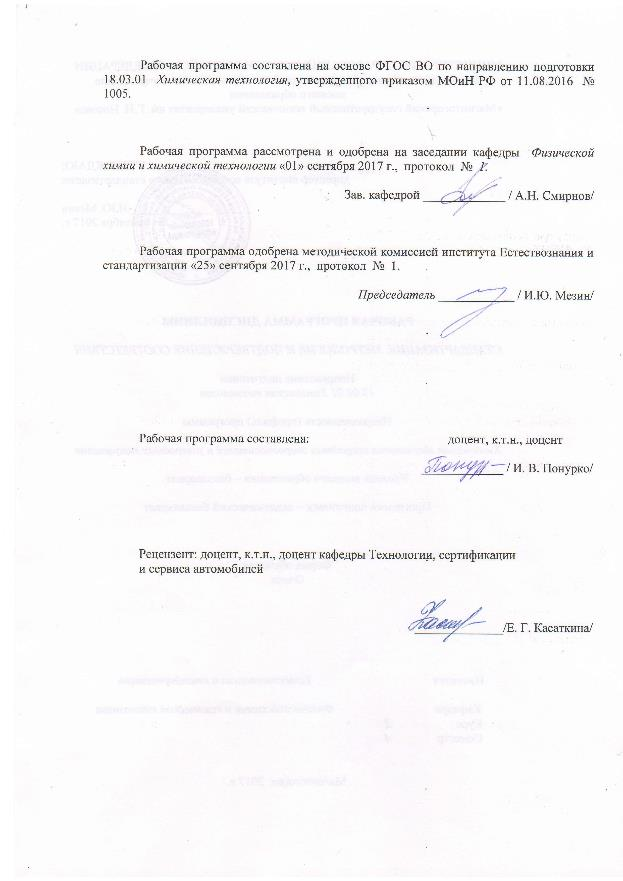 Рабочая программа составлена на основе ФГОС ВО по направлению подготовки
18.03.01 Химическая технология, утвержденного приказом МОиН РФ от 11.08.2016 №
1005.
Рабочая программа рассмотрена и одобрена на заседании кафедры Физической
химии и химической технологии «01» сентября 2017 г., протокол № 1.
Зав. кафедрой ______________ / А.Н. Смирнов/
Рабочая программа одобрена методической комиссией института Естествознания и
стандартизации «25» сентября 2017 г., протокол № 1.
Председатель _____________ / И.Ю. Мезин/
Рабочая программа составлена: доцент, к.т.н., доцент
______________ / И. В. Понурко/
Рецензент: доцент, к.т.н., доцент кафедры Технологии, сертификации
и сервиса автомобилей
_______________/Е. Г. Касаткина/